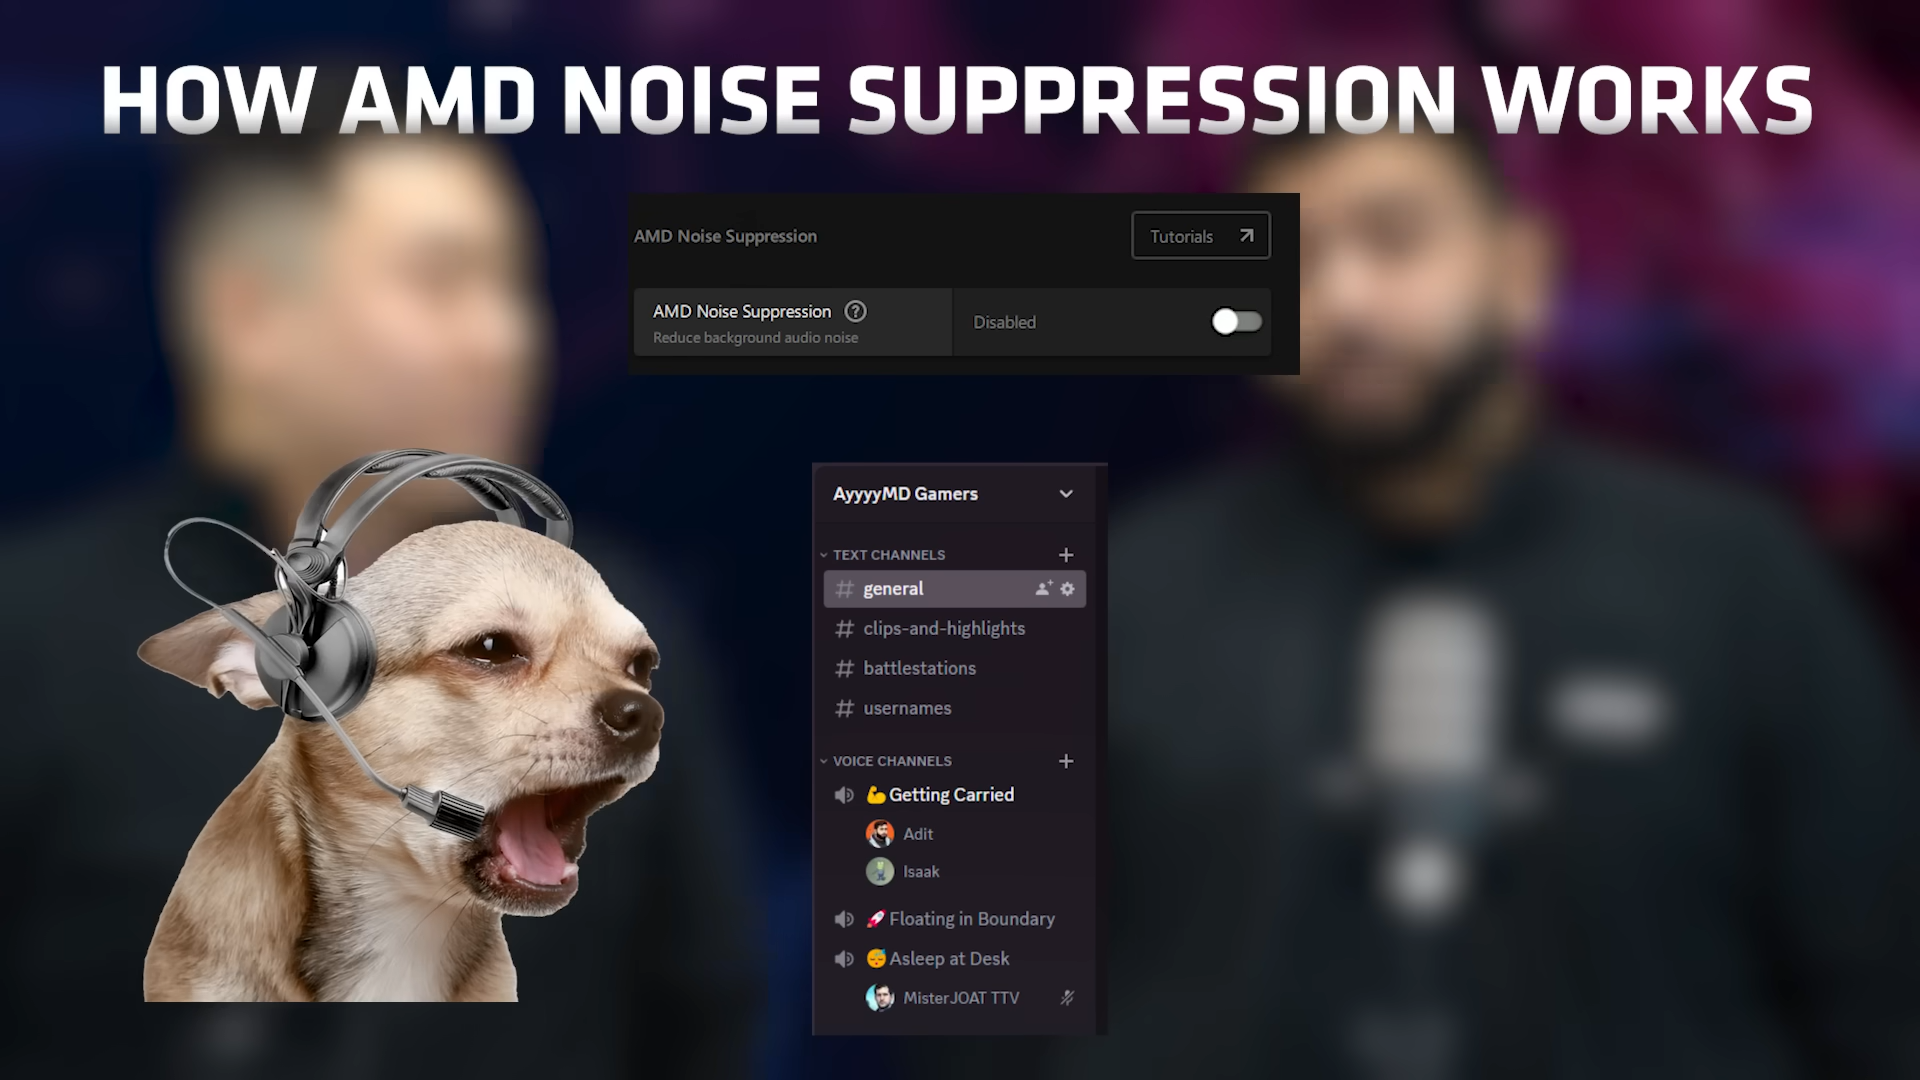 HOW AMD NOISE SUPPRESSION WORKS
AMD Noise Suppression
Tutorials
AMD Noise Suppression
Reduce background audio noise
Disabled
AyyyyMD Gamers
TEXT CHANNELS
# general
# clips-and-highlights
# battlestations
# usernames
VOICE CHANNELS
💪Getting Carried
Adit
Isaak
🚀Floating in Boundary
😴Asleep at Desk
MisterJOAT TTV